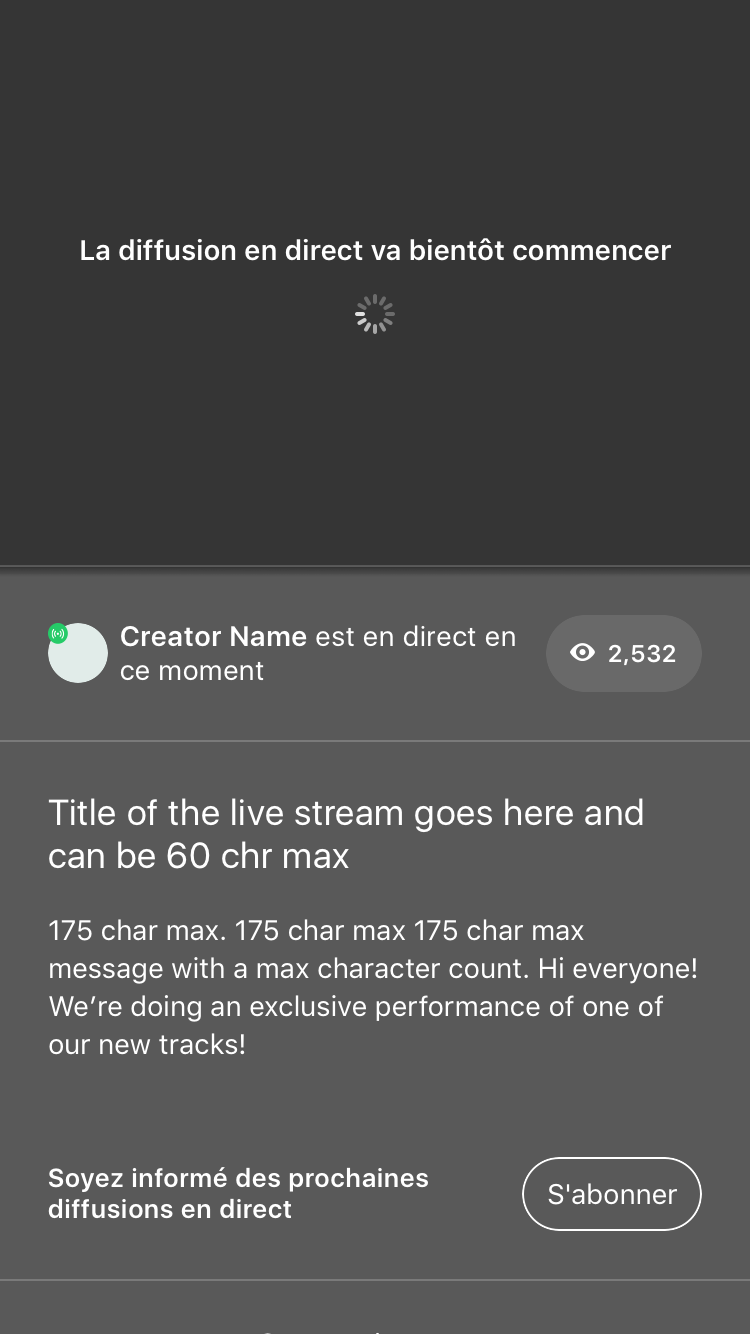 La diffusion en direct va bientôt commencer
Creator Name est en direct en
ce moment
2,532
Title of the live stream goes here and
can be 60 chr max
175 char max. 175 char max 175 char max
message with a max character count. Hi everyone!
We’re doing an exclusive performance of one of
our new tracks!
Soyez informé des prochaines
diffusions en direct
S'abonner